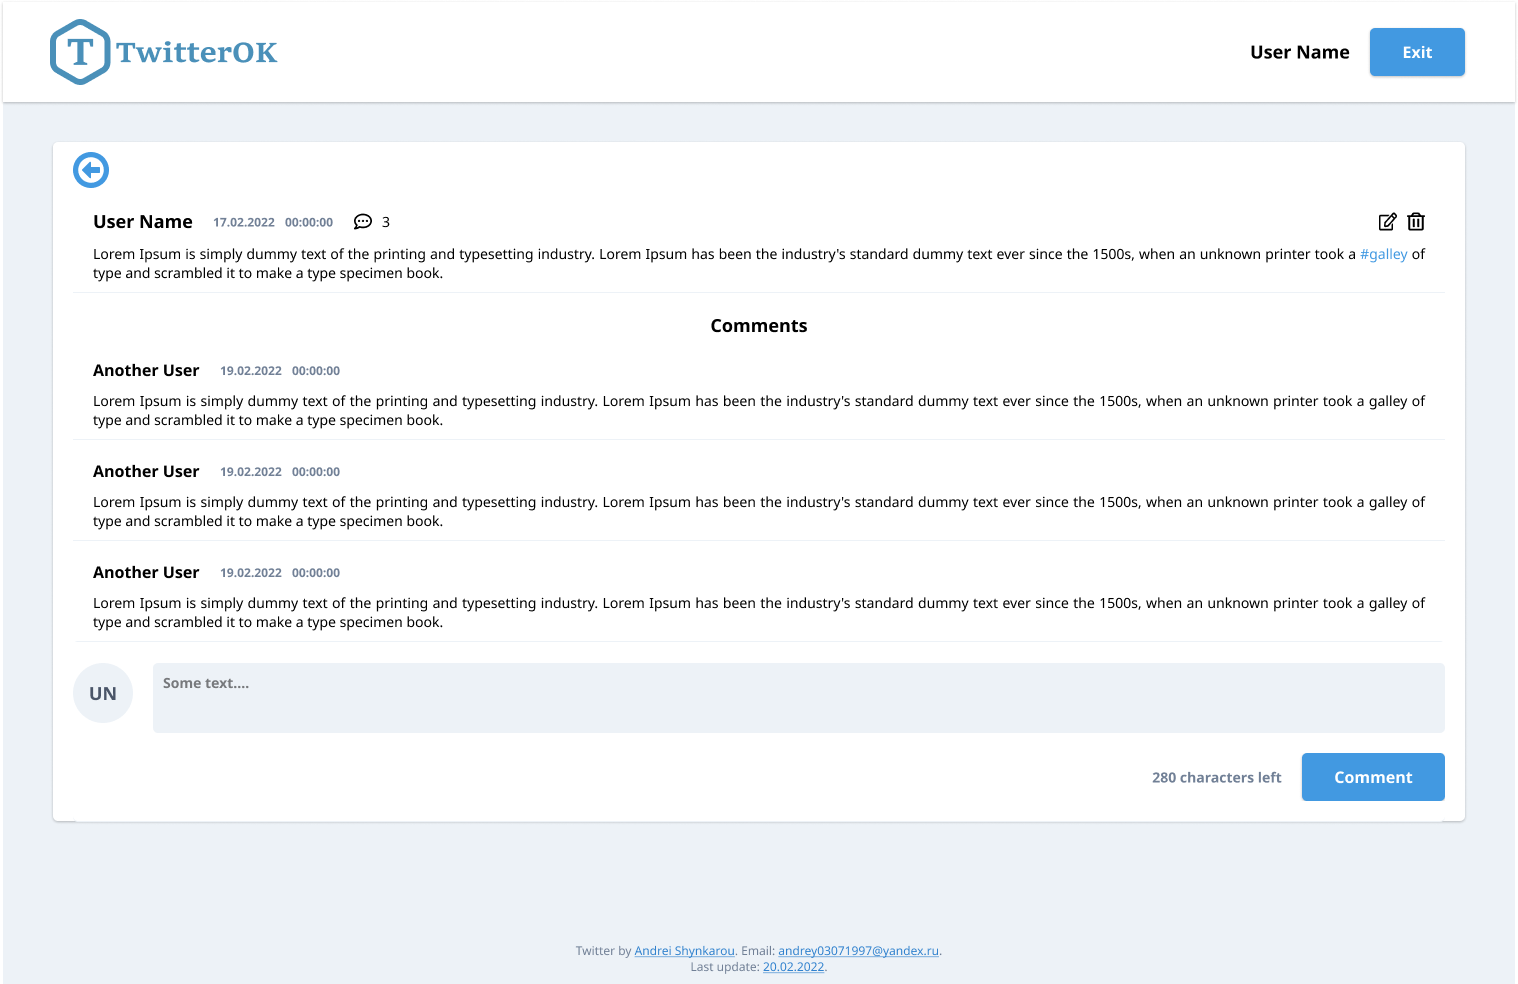 T TwitterOK
User Name Exit
User Name 17.02.2022 00:00:00 3
Lorem Ipsum is simply dummy text of the printing and typesetting industry. Lorem Ipsum has been the industry's standard dummy text ever since the 1500s, when an unknown printer took a #galley of
type and scrambled it to make a type specimen book.
Comments
Another User 19.02.2022 00:00:00
Lorem Ipsum is simply dummy text of the printing and typesetting industry. Lorem Ipsum has been the industry's standard dummy text ever since the 1500s, when an unknown printer took a galley of
type and scrambled it to make a type specimen book.
Another User 19.02.2022 00:00:00
Lorem Ipsum is simply dummy text of the printing and typesetting industry. Lorem Ipsum has been the industry's standard dummy text ever since the 1500s, when an unknown printer took a galley of
type and scrambled it to make a type specimen book.
Another User 19.02.2022 00:00:00
Lorem Ipsum is simply dummy text of the printing and typesetting industry. Lorem Ipsum has been the industry's standard dummy text ever since the 1500s, when an unknown printer took a galley of
type and scrambled it to make a type specimen book.
UN
Some text....
280 characters left
Comment
Twitter by Andrei Shynkarou. Email: andrey03071997@yandex.ru.
Last update: 20.02.2022.